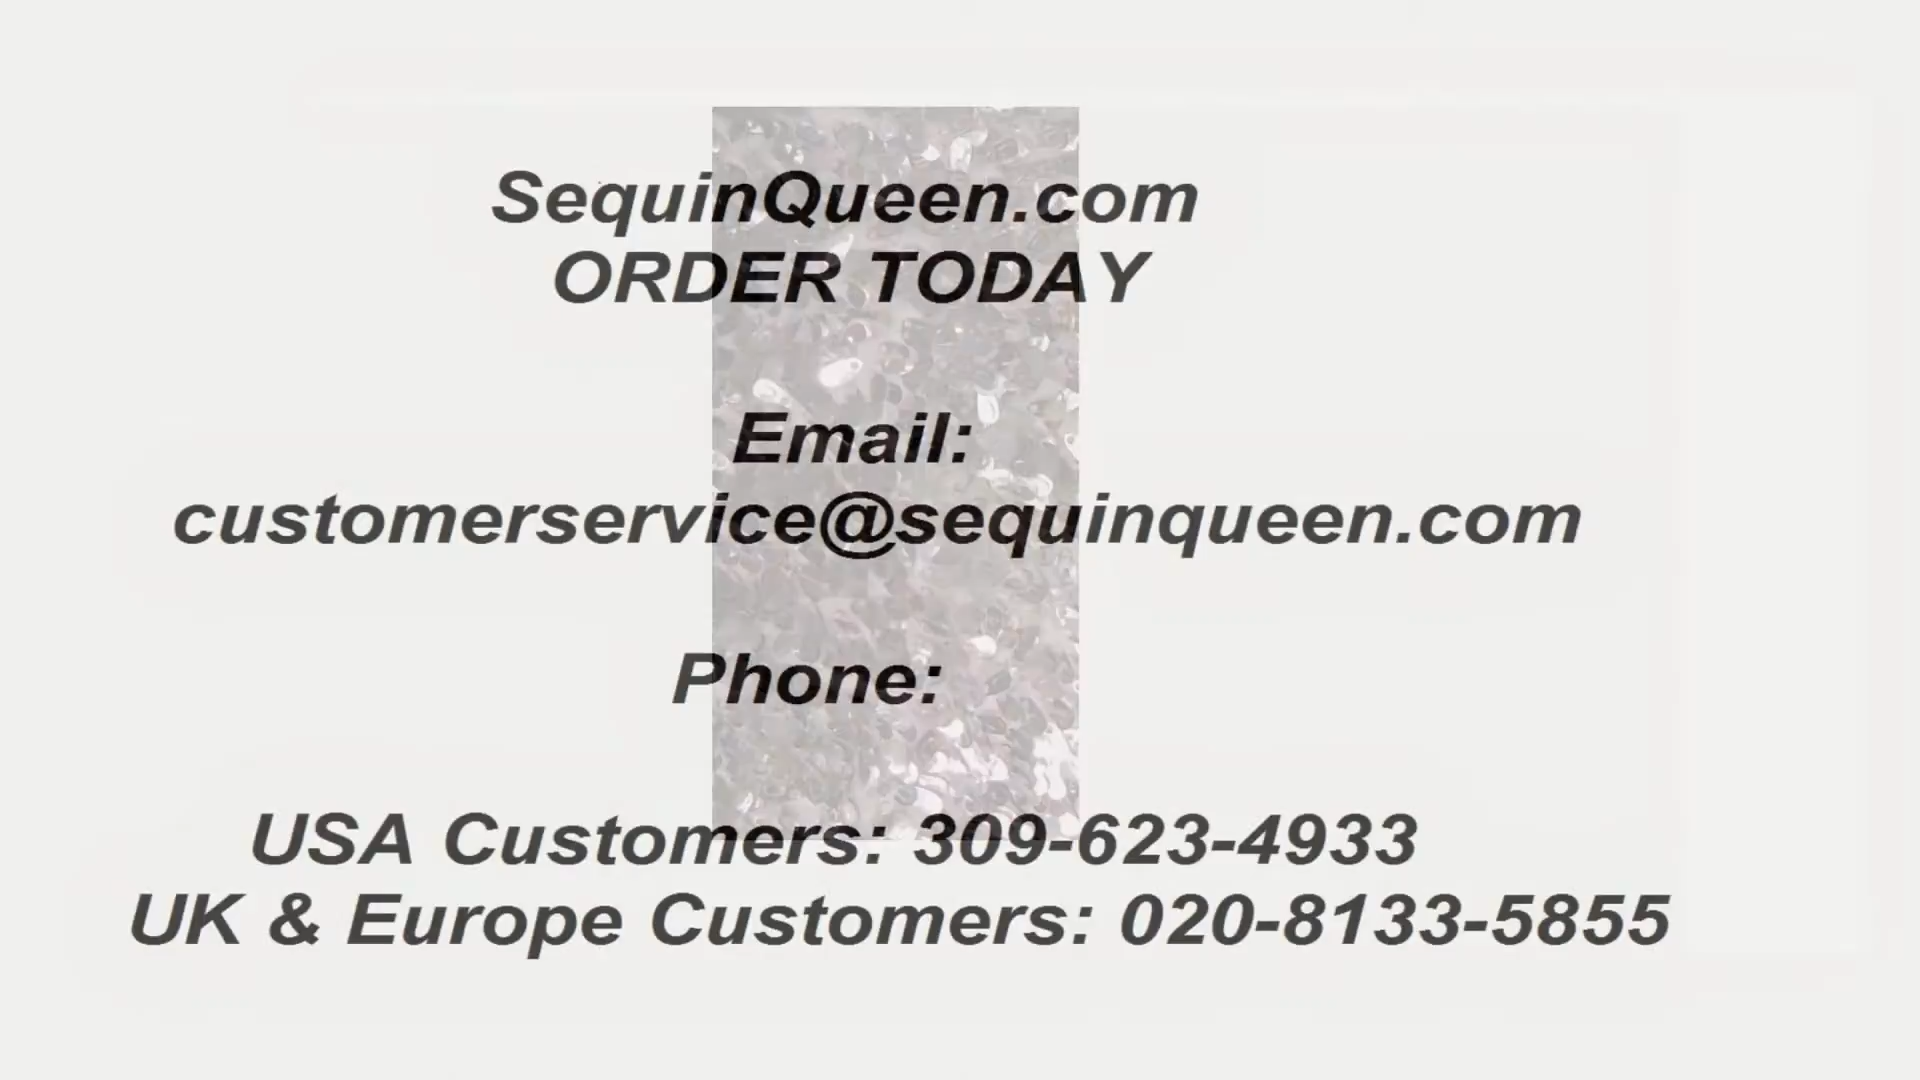 SequinQueen.com
ORDER TODAY
Email:
customerservice@sequinqueen.com
Phone:
USA Customers: 309-623-4933
UK & Europe Customers: 020-8133-5855